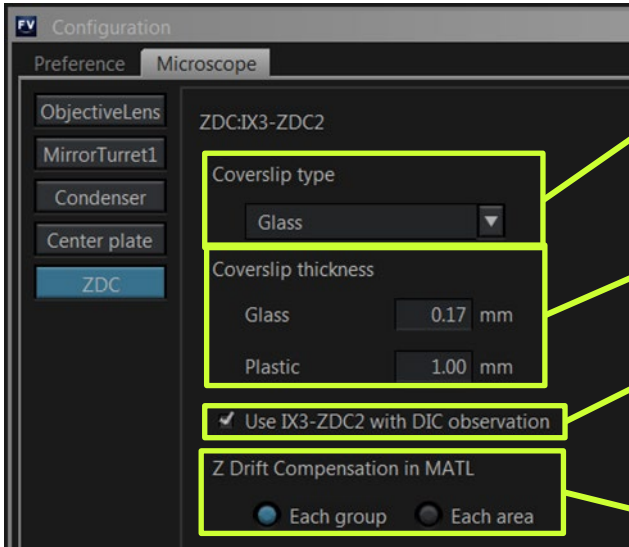 FV Configuration
Preference Microscope
ObjectiveLens
MirrorTurret1
Condenser
Center plate
ZDC
ZDC:IX3-ZDC2
Coverslip type
Glass
Coverslip thickness
Glass 0.17 mm
Plastic 1.00 mm
Use IX3-ZDC2 with DIC observation
Z Drift Compensation in MATL
Each group Each area